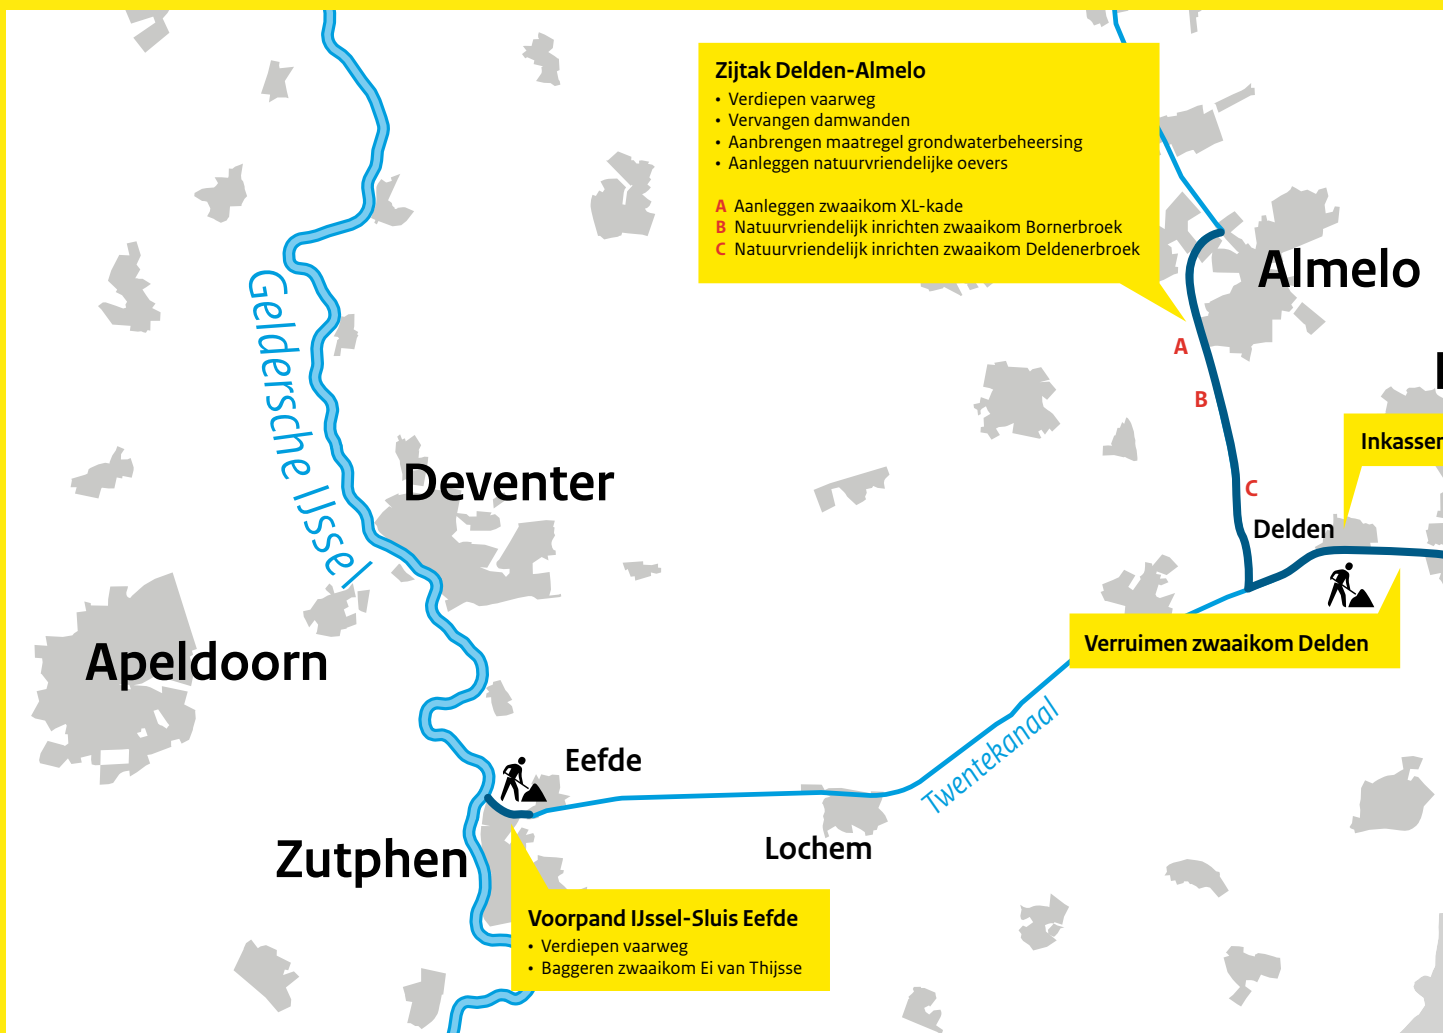 Zijtak Delden-Almelo
• Verdiepen vaarweg
• Vervangen damwanden
• Aanbrengen maatregel grondwaterbeheersing
• Aanleggen natuurvriendelijke oevers
A Aanleggen zwaaikom XL-kade
B Natuurvriendelijk inrichten zwaaikom Bornerbroek
C Natuurvriendelijk inrichten zwaaikom Deldenerbroek
Almelo
Geldersche IJssel
A
B
Inkassen
Deventer
C
Delden
Apeldoorn
Verruimen zwaaikom Delden
Twentekanaal
Eefde
Zutphen
Lochem
Voorpand IJssel-Sluis Eefde
• Verdiepen vaarweg
• Baggeren zwaaikom Ei van Thijsse